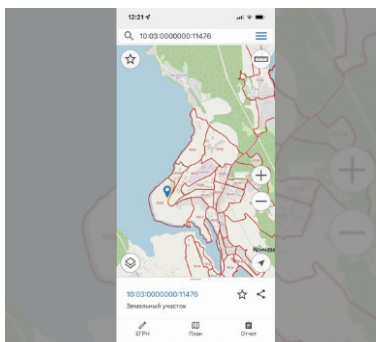 12:21
10:03:0000000:11476
10:03:0000000:11476
Земельный участок
ЕГРН
План
Отчет